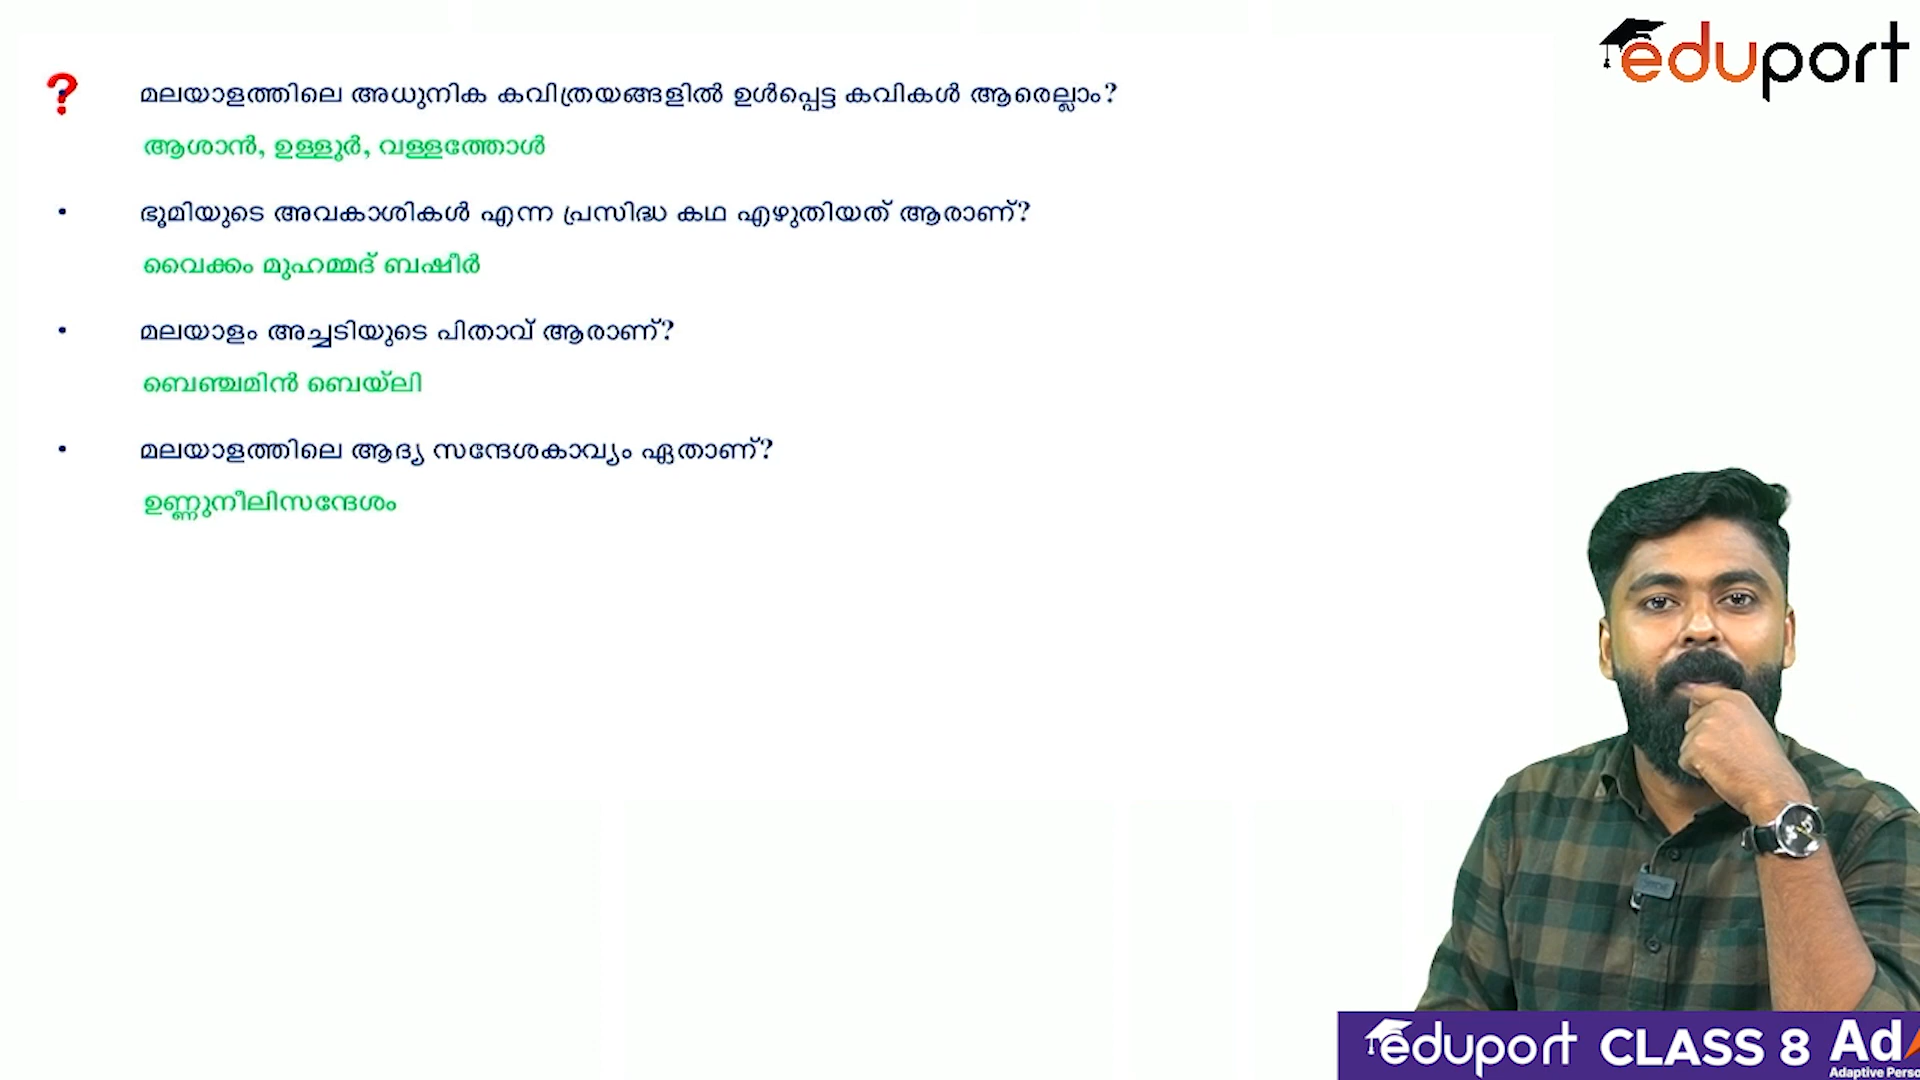 eduport
? മലയാളത്തിലെ അധുനിക കവിത്രയങ്ങളിൽ ഉൾപ്പെട്ട കവികൾ ആരെല്ലാം?
ആശാൻ, ഉള്ളൂർ, വള്ളത്തോൾ
• ഭൂമിയുടെ അവകാശികൾ എന്ന പ്രസിദ്ധ കഥ എഴുതിയത് ആരാണ്?
വൈക്കം മുഹമ്മദ് ബഷീർ
• മലയാളം അച്ചടിയുടെ പിതാവ് ആരാണ്?
ബെഞ്ചമിൻ ബെയ്ലി
• മലയാളത്തിലെ ആദ്യ സന്ദേശകാവ്യം ഏതാണ്?
ഉണ്ണുനീലിസന്ദേശം
eduport CLASS 8 Ad
Adaptive Perso